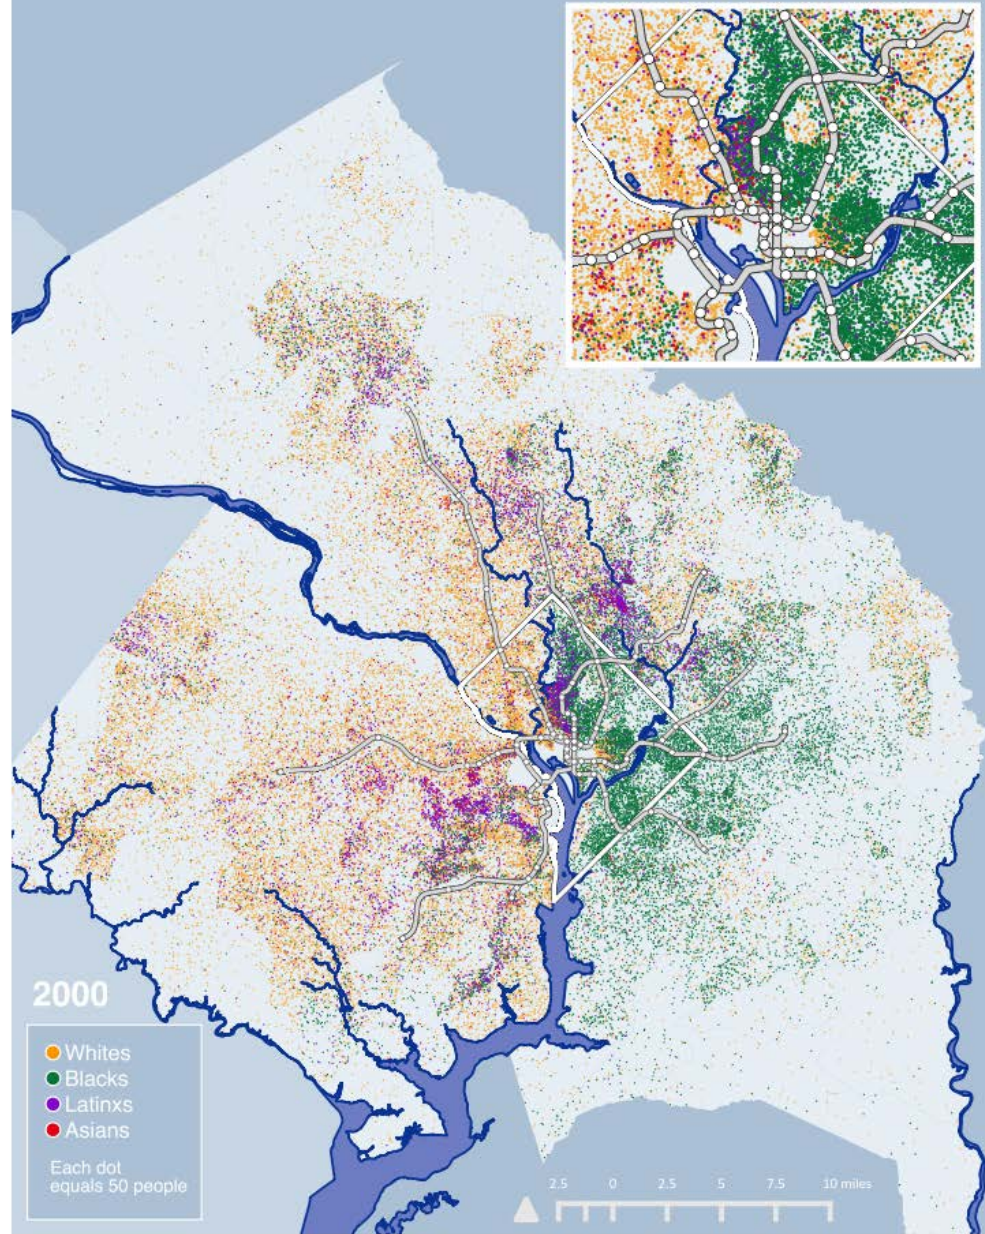 2000
Whites
Blacks
Latinxs
Asians
Each dot
equals 50 people
2.5 0 2.5 5 7.5 10 miles